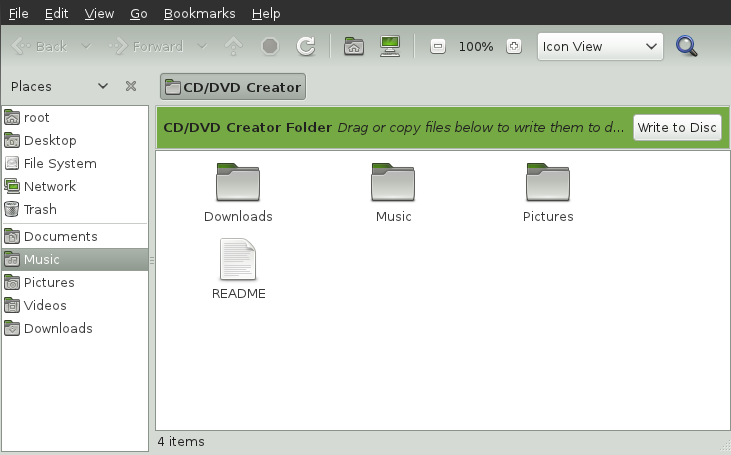 File Edit View Go Bookmarks Help
Back Forward 100% Icon View
Places CD/DVD Creator
CD/DVD Creator Folder Drag or copy files below to write them to d... Write to Disc
root
Desktop
File System
Network
Trash
Documents
Music
Pictures
Videos
Downloads
Downloads Music Pictures
README
4 items